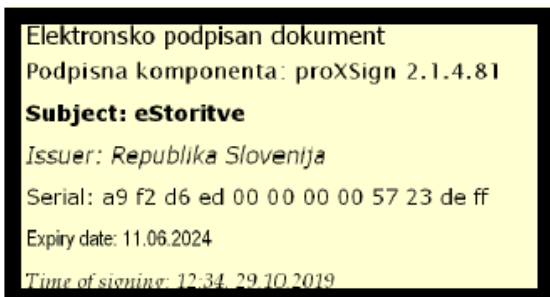 Elektronsko podpisan dokument
Podpisna komponenta: proXSign 2.1.4.81
Subject: eStoritve
Issuer: Republika Slovenija
Serial: a9 f2 d6 ed 00 00 00 00 57 23 de ff
Expiry date: 11.06.2024
Time of signing: 12:34, 29.10.2019